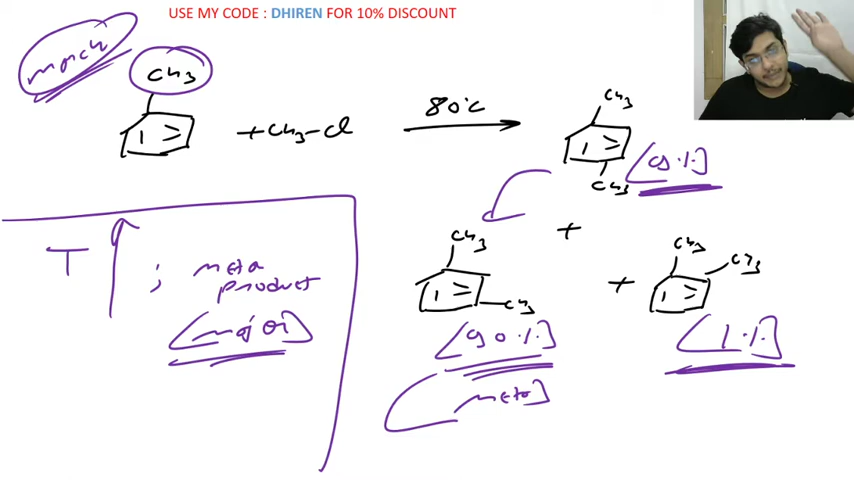 USE MY CODE : DHIREN FOR 10% DISCOUNT
CH3
+CH3-Cl
80°C
CH3
CH3
[09%]
+
CH3
CH3
[90%]
meta]
+
CH3
CH3
[1%]
T ↑ ; meta
product
[major]